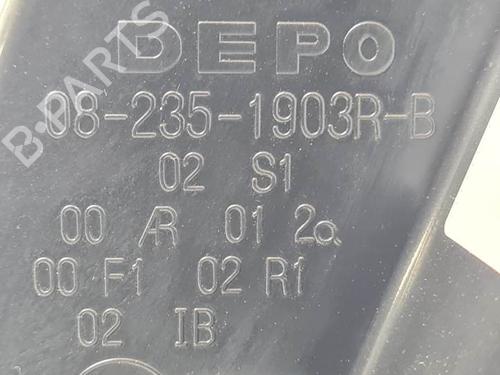 DEPO
08-235-1903R-B
02 S1
00 AR 01 2a
00 F1 02 R1
02 IB
B-PARTS